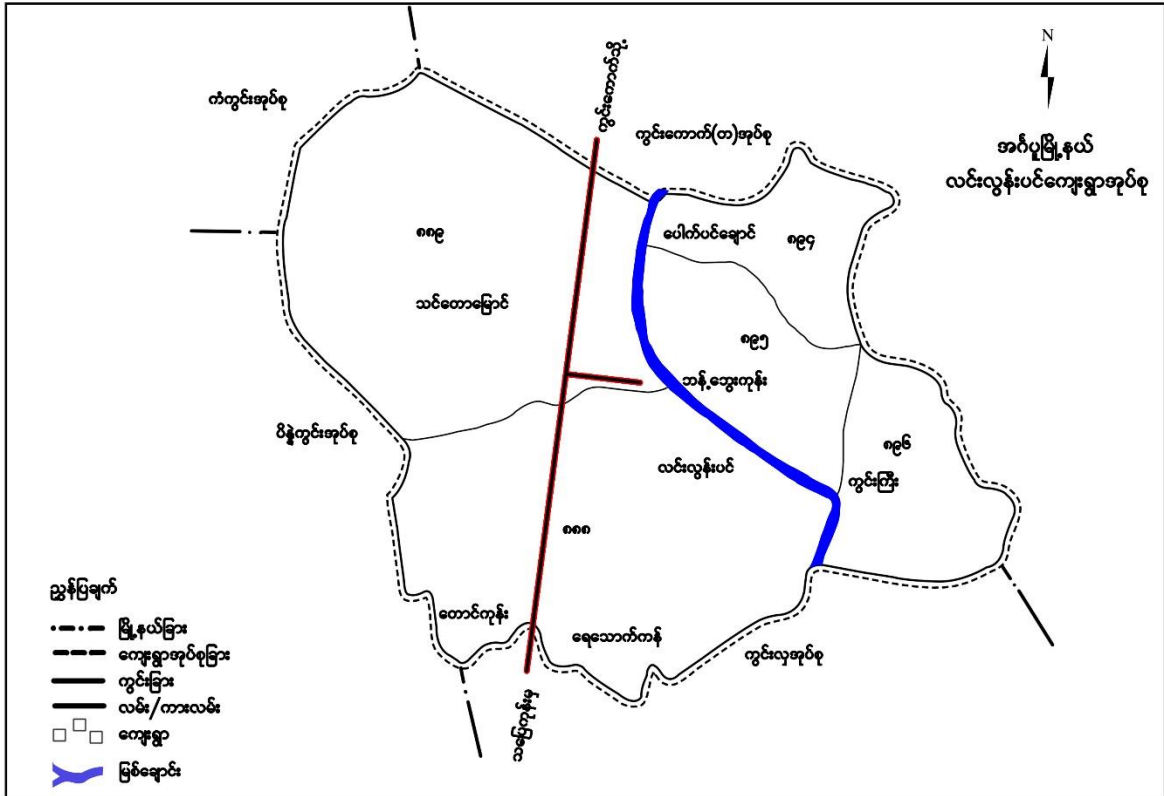 N
အင်္ဂပူမြို့နယ်
လင်းလွန်းပင်ကျေးရွာအုပ်စု
ကံကွင်းအုပ်စု
ကွင်းကောက်သို့
ကွင်းကောက်(တ)အုပ်စု
ပေါက်ပင်ချောင်
၈၉၄
၈၈၉
သင်တောမြောင်
၈၉၅
ဘန့်ဘွေးကုန်း
ပိန္နဲကွင်းအုပ်စု
၈၉၆
ကွင်းကြီး
လင်းလွန်းပင်
၈၈၈
တောင်ကုန်း
ရေသောက်ကန်
ကွင်းလှအုပ်စု
သပြေကုန်းမှ
ညွှန်ပြချက်
မြို့နယ်ခြား
ကျေးရွာအုပ်စုခြား
ကွင်းခြား
လမ်း/ကားလမ်း
ကျေးရွာ
မြစ်ချောင်း